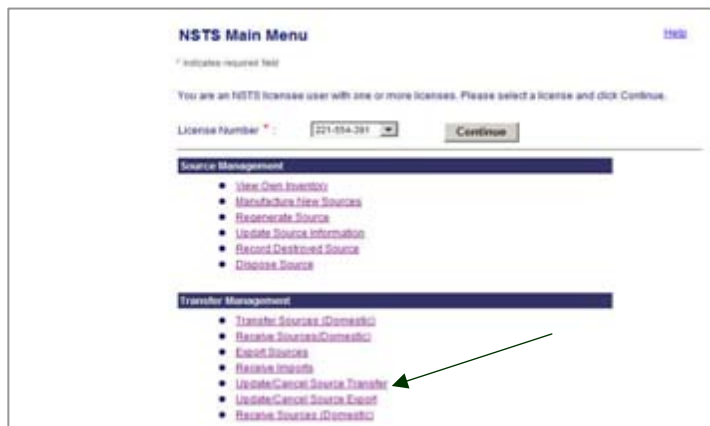 NSTS Main Menu
Help
* indicates required field
You are an NSTS licensee user with one or more licenses. Please select a license and click Continue.
License Number * :
221-554-391
Continue
Source Management
View Own Inventory
Manufacture New Sources
Regenerate Source
Update Source Information
Record Destroyed Source
Dispose Source
Transfer Management
Transfer Sources (Domestic)
Receive Sources(Domestic)
Export Sources
Receive Imports
Update/Cancel Source Transfer
Update/Cancel Source Export
Receive Sources (Domestic)